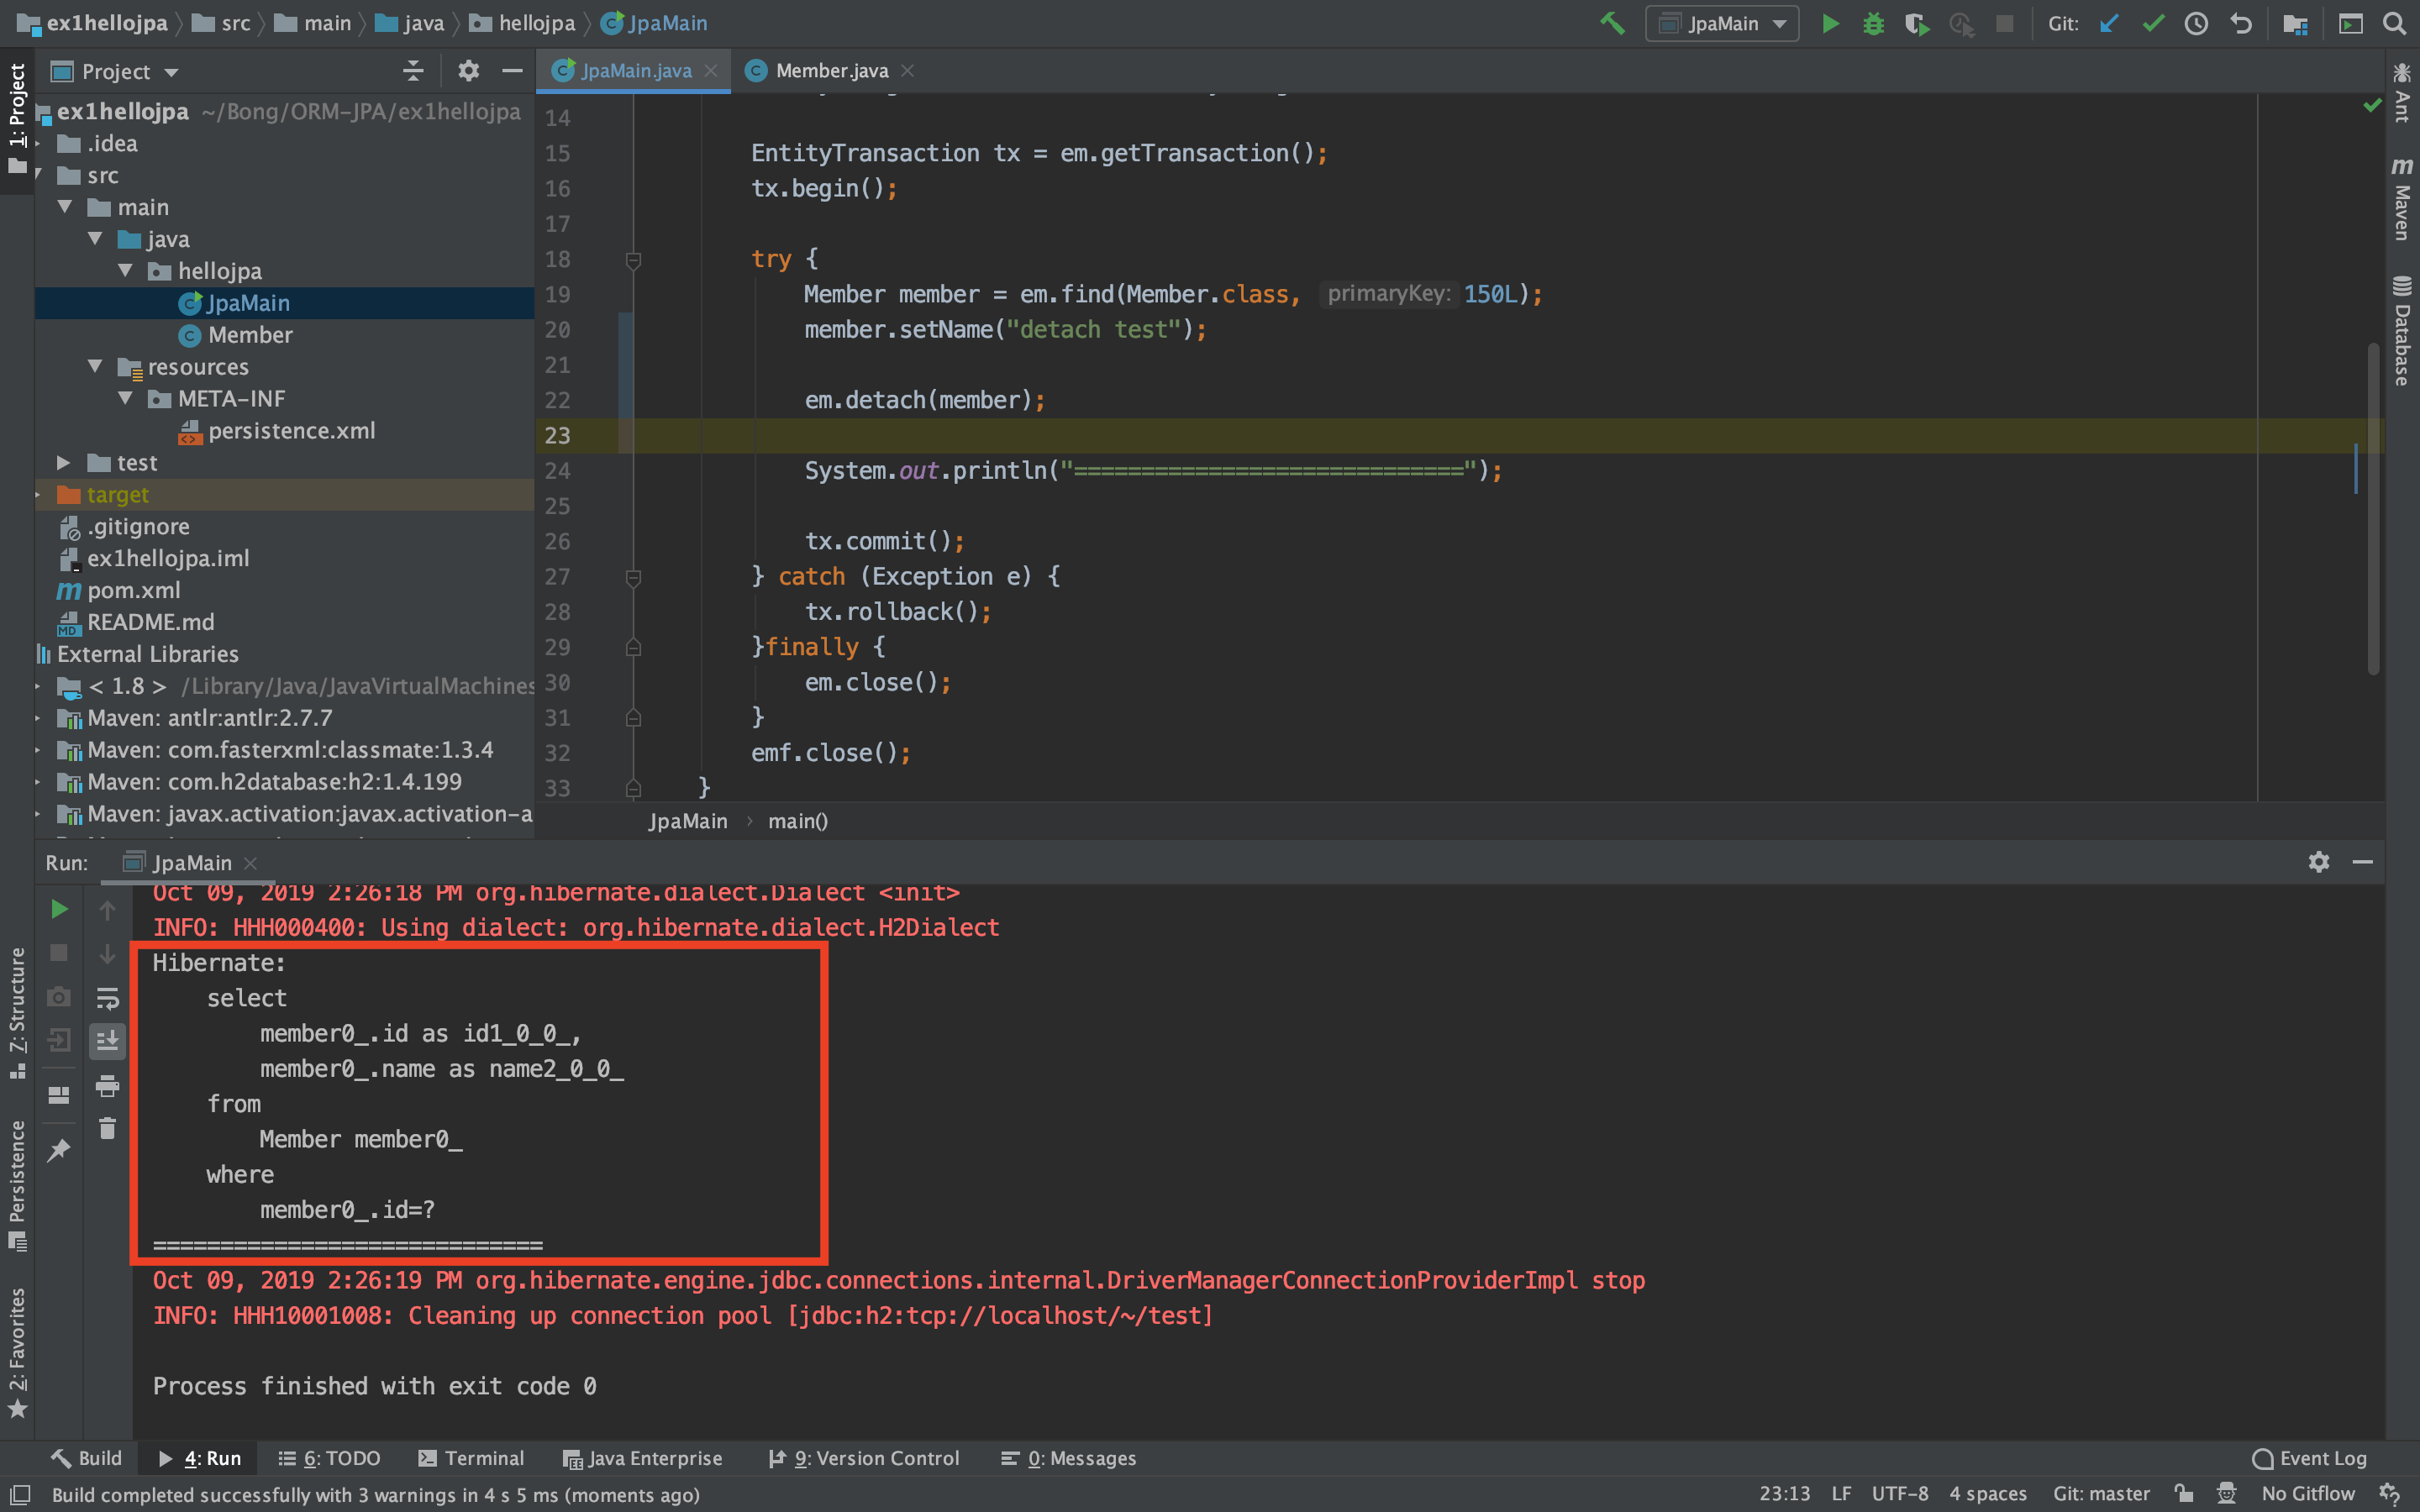 ex1hellojpa src main java hellojpa JpaMain
JpaMain Git:
Project
JpaMain.java Member.java
1: Project
ex1hellojpa ~/Bong/ORM-JPA/ex1hellojpa
.idea
src
main
java
hellojpa
JpaMain
Member
resources
META-INF
persistence.xml
test
target
.gitignore
ex1hellojpa.iml
pom.xml
README.md
External Libraries
< 1.8 > /Library/Java/JavaVirtualMachines
Maven: antlr:antlr:2.7.7
Maven: com.fasterxml:classmate:1.3.4
Maven: com.h2database:h2:1.4.199
Maven: javax.activation:javax.activation-a
14
15 EntityTransaction tx = em.getTransaction();
16 tx.begin();
17
18 try {
19 Member member = em.find(Member.class, primaryKey: 150L);
20 member.setName("detach test");
21
22 em.detach(member);
23
24 System.out.println("=============================");
25
26 tx.commit();
27 } catch (Exception e) {
28 tx.rollback();
29 }finally {
30 em.close();
31 }
32 emf.close();
33 }
JpaMain main()
Ant
Maven
Database
Run: JpaMain
Oct 09, 2019 2:26:18 PM org.hibernate.dialect.Dialect <init>
INFO: HHH000400: Using dialect: org.hibernate.dialect.H2Dialect
Hibernate:
select
member0_.id as id1_0_0_,
member0_.name as name2_0_0_
from
Member member0_
where
member0_.id=?
=============================
Oct 09, 2019 2:26:19 PM org.hibernate.engine.jdbc.connections.internal.DriverManagerConnectionProviderImpl stop
INFO: HHH10001008: Cleaning up connection pool [jdbc:h2:tcp://localhost/~/test]
Process finished with exit code 0
7: Structure
Persistence
2: Favorites
Build 4: Run 6: TODO Terminal Java Enterprise 9: Version Control 0: Messages Event Log
Build completed successfully with 3 warnings in 4 s 5 ms (moments ago) 23:13 LF UTF-8 4 spaces Git: master No Gitflow